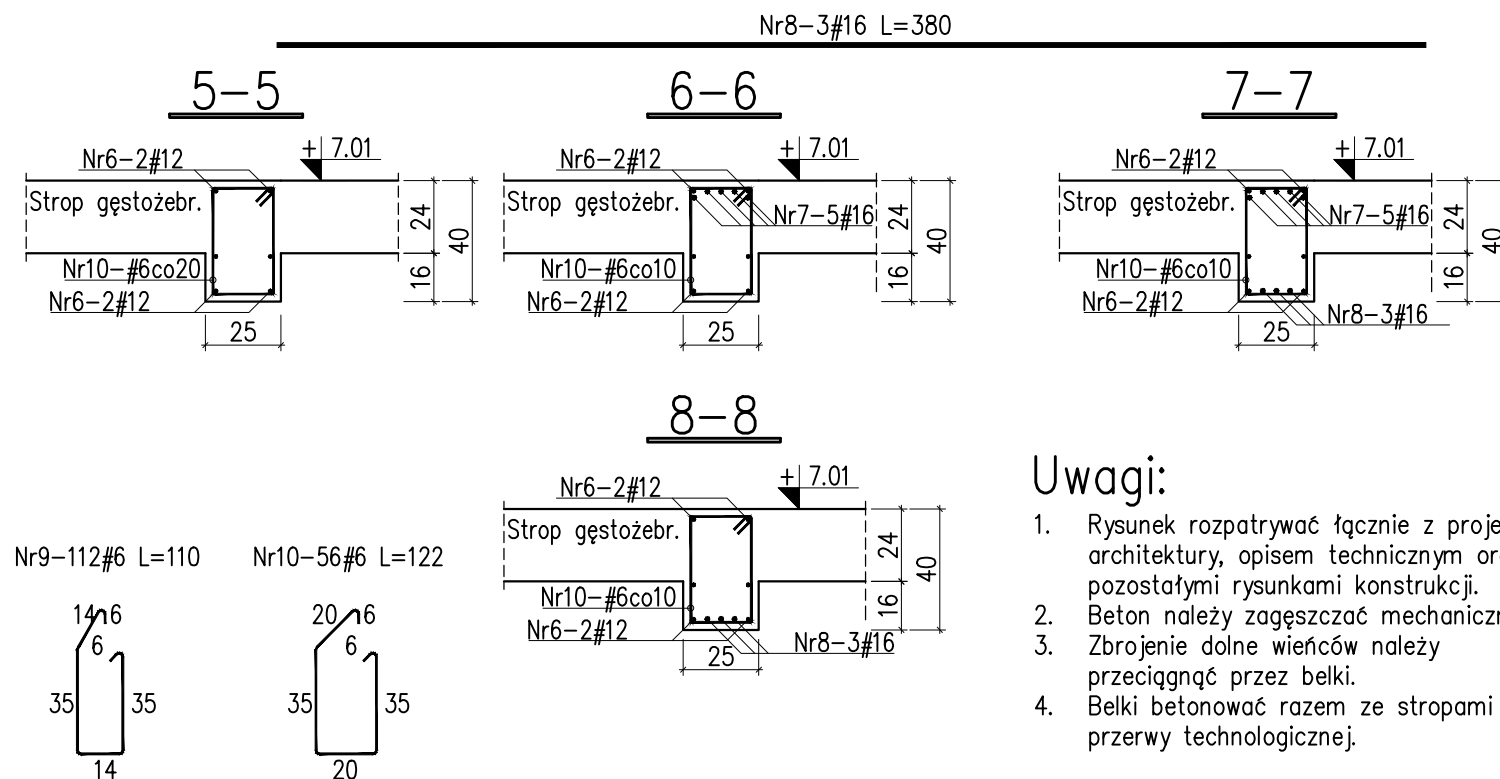 Nr8-3#16 L=380
5-5
6-6
7-7
Nr6-2#12
+ 7.01
Strop gęstożebr.
24
40
16
Nr10-#6co20
Nr6-2#12
25
Nr6-2#12
+ 7.01
Strop gęstożebr.
Nr7-5#16
24
40
16
Nr10-#6co10
Nr6-2#12
25
Nr6-2#12
+ 7.01
Strop gęstożebr.
Nr7-5#16
24
40
16
Nr10-#6co10
Nr6-2#12
Nr8-3#16
25
8-8
Nr6-2#12
+ 7.01
Strop gęstożebr.
24
40
16
Nr10-#6co10
Nr6-2#12
Nr8-3#16
25
Nr9-112#6 L=110
14
6
6
35
35
14
Nr10-56#6 L=122
20
6
6
35
35
20
Uwagi:
1. Rysunek rozpatrywać łącznie z proje
architektury, opisem technicznym
pozostałymi rysunkami konstrukcji.
2. Beton należy zagęszczać mechaniczn
3. Zbrojenie dolne wieńców należy
przeciągnąć przez belki.
4. Belki betonować razem ze stropami
przerwy technologicznej.